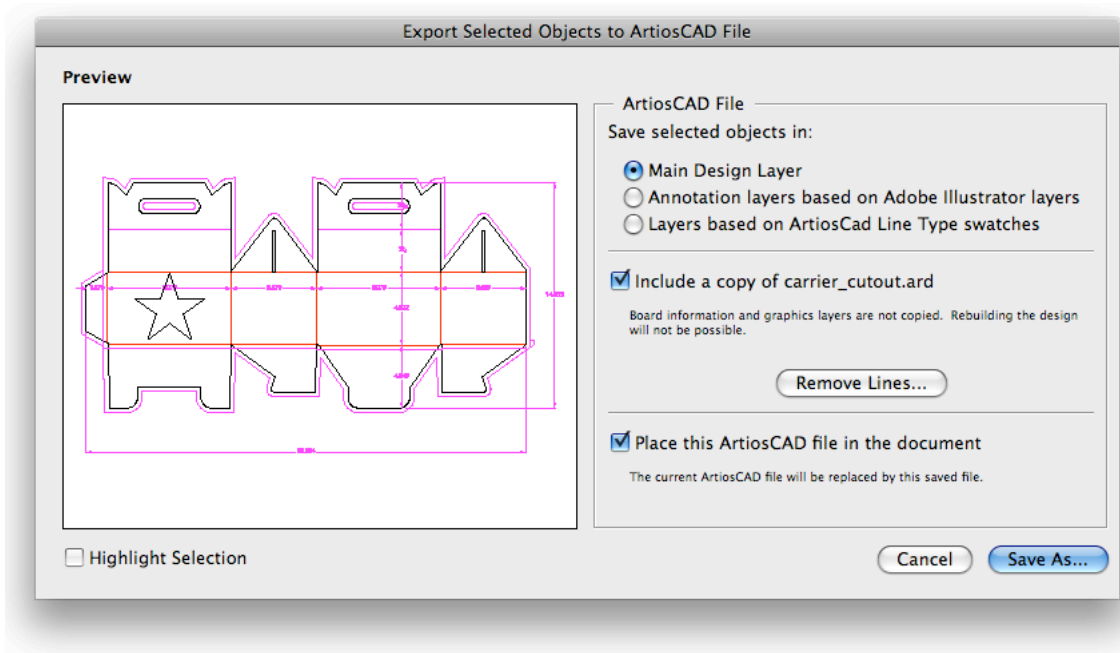 Export Selected Objects to ArtiosCAD File
Preview
ArtiosCAD File
Save selected objects in:
Main Design Layer
Annotation layers based on Adobe Illustrator layers
Layers based on ArtiosCad Line Type swatches
Include a copy of carrier_cutout.ard
Board information and graphics layers are not copied. Rebuilding the design
will not be possible.
Remove Lines...
Place this ArtiosCAD file in the document
The current ArtiosCAD file will be replaced by this saved file.
Highlight Selection
Cancel
Save As...